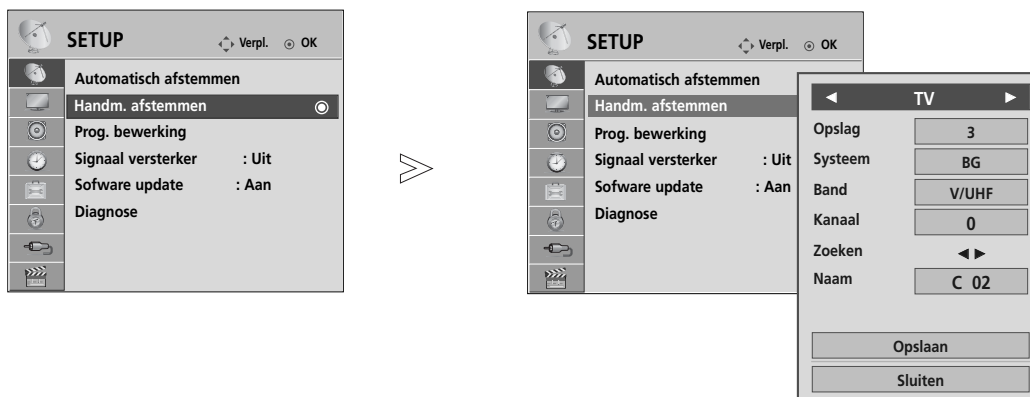 SETUP Verpl. OK
Automatisch afstemmen
Handm. afstemmen
Prog. bewerking
Signaal versterker : Uit
Sofware update : Aan
Diagnose
SETUP Verpl. OK
Automatisch afstemmen
Handm. afstemmen
Prog. bewerking
Signaal versterker : Uit
Sofware update : Aan
Diagnose
◄ TV ►
Opslag 3
Systeem BG
Band V/UHF
Kanaal 0
Zoeken ◄ ►
Naam C 02
Opslaan
Sluiten